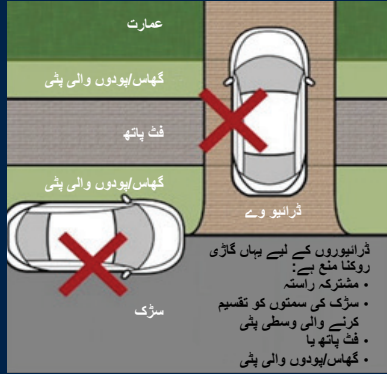 عمارت
گھاس/پودوں والی پٹی
فٹ پاتھ
گھاس/پودوں والی پٹی
ڈرائیو وے
سڑک
ڈرائیوروں کے لیے یہاں گاڑی
روکنا منع ہے:
• مشترکہ راستہ
• سڑک کی سمتوں کو تقسیم
کرنے والی وسطی پٹی
• فٹ پاتھ یا
• گھاس/پودوں والی پٹی